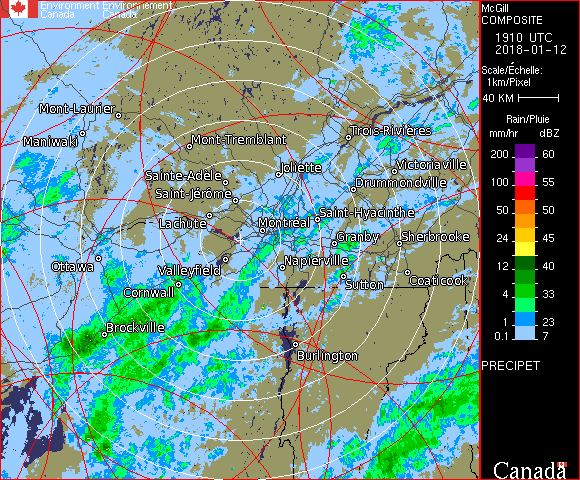 Environment Environnement
Canada Canada
McGill
COMPOSITE
1910 UTC
2018-01-12
Scale/Échelle:
1km/Pixel
40 KM
Rain/Pluie
mm/hr dBZ
200 60
100 55
50 50
24 45
12 40
4 33
1 23
0.1 7
PRECIPET
Canada
Mont-Laurier
Maniwaki
Mont-Tremblant
Trois-Rivières
Joliette
Victoriaville
Sainte-Adèle
Drummondville
Saint-Jérôme
Lachute
Saint-Hyacinthe
Montréal
Granby
Sherbrooke
Ottawa
Valleyfield
Napierville
Sutton
Coaticook
Cornwall
Brockville
Burlington